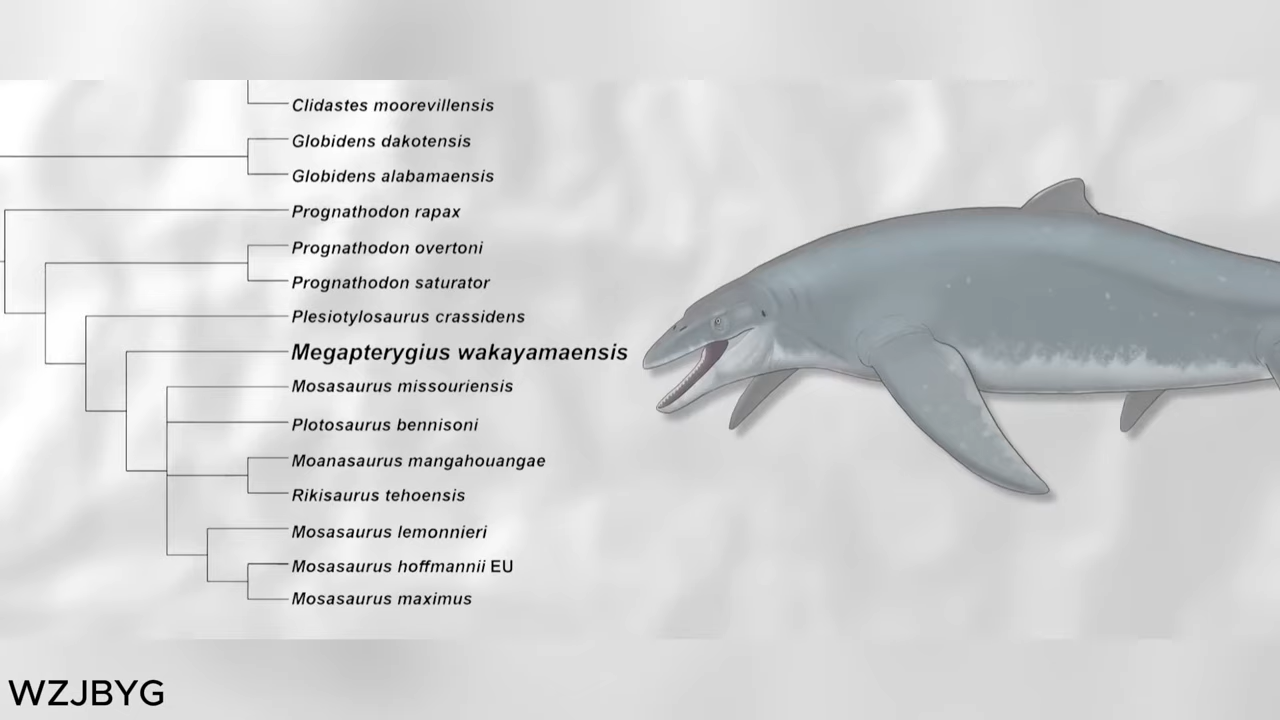 Clidastes moorevillensis
Globidens dakotensis
Globidens alabamaensis
Prognathodon rapax
Prognathodon overtoni
Prognathodon saturator
Plesiotylosaurus crassidens
Megapterygius wakayamaensis
Mosasaurus missouriensis
Plotosaurus bennisoni
Moanasaurus mangahouangae
Rikisaurus tehoensis
Mosasaurus lemonnieri
Mosasaurus hoffmannii EU
Mosasaurus maximus
WZJBYG